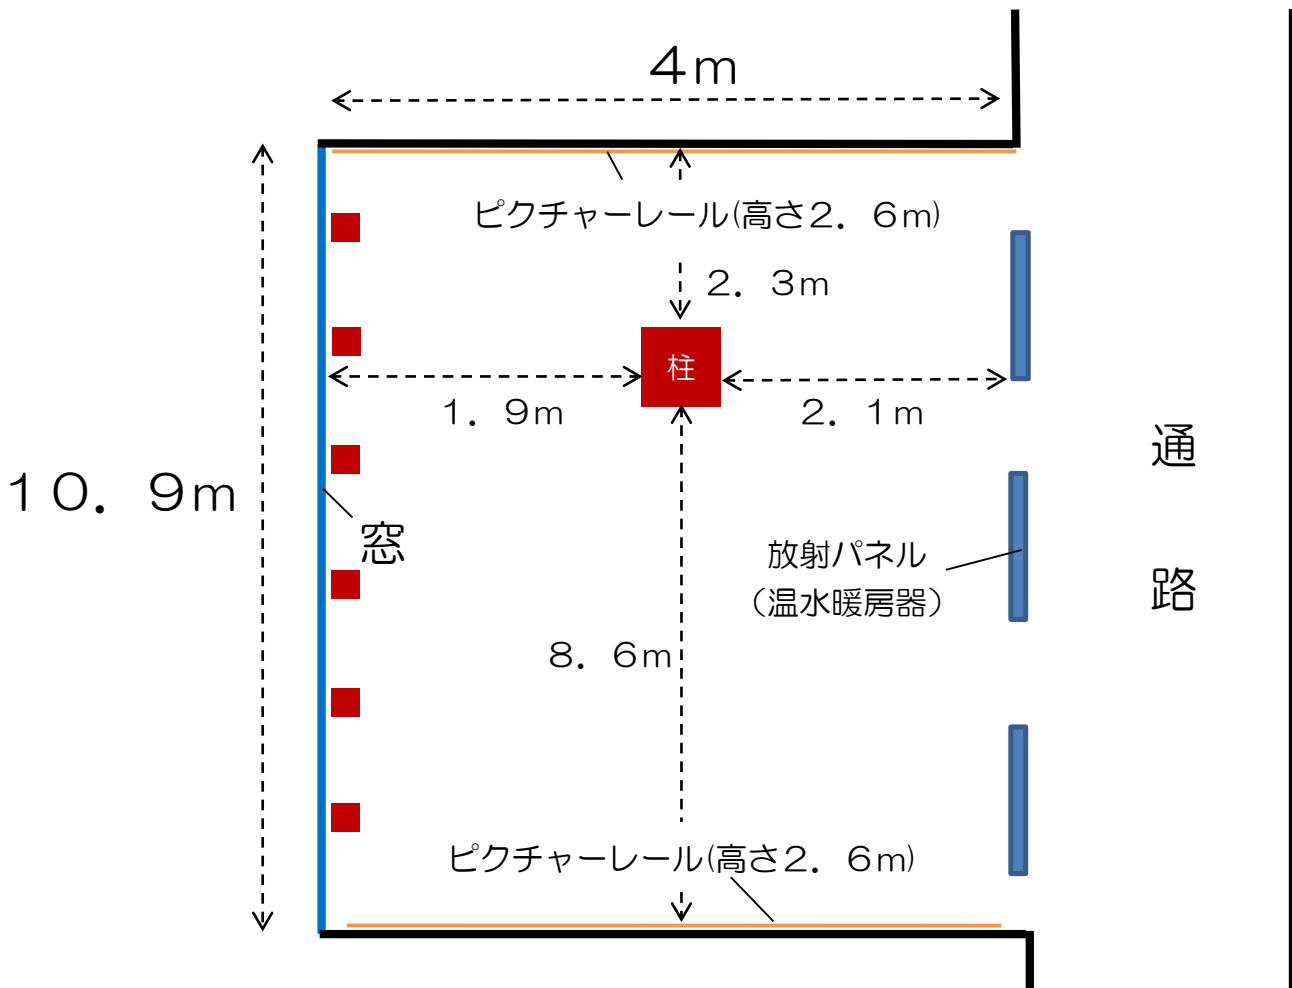 4m
ピクチャーレール(高さ2．6m)
2．3m
柱
1．9m
2．1m
10．9m
窓
通
路
放射パネル
（温水暖房器）
8．6m
ピクチャーレール(高さ2．6m)